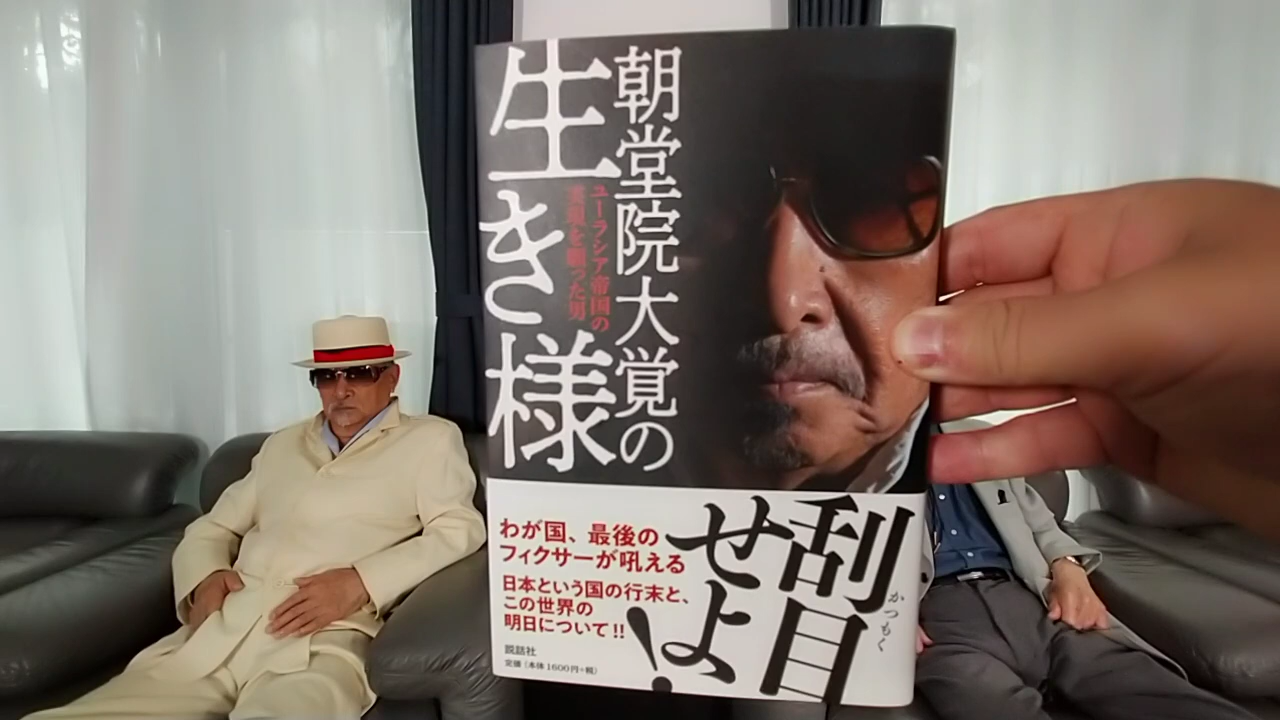 朝堂院大覚の
生き様
ユーラシア帝国の
実現を願った男
刮目
かつもく
せよ!
わが国、最後の
フィクサーが吼える
日本という国の行末と、
この世界の
明日について!!
説話社
定価(本体1600円+税)